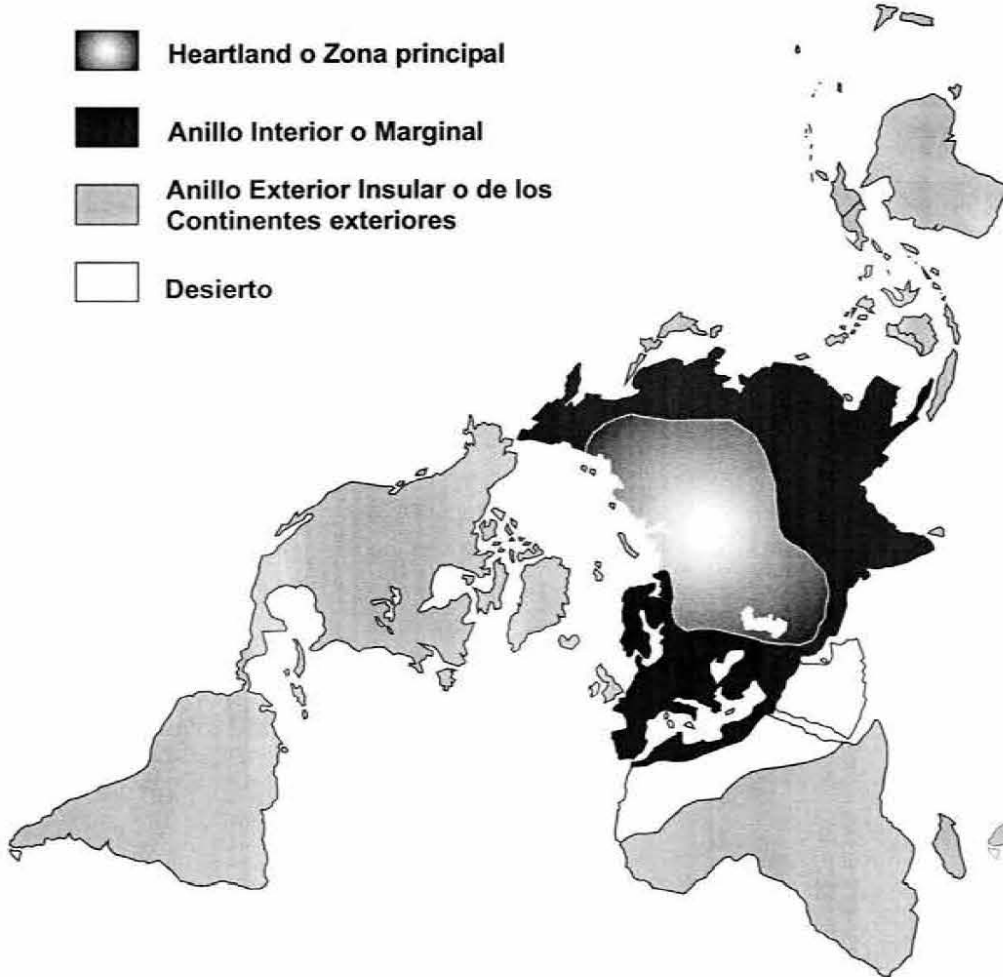 Heartland o Zona principal
Anillo Interior o Marginal
Anillo Exterior Insular o de los
Continentes exteriores
Desierto